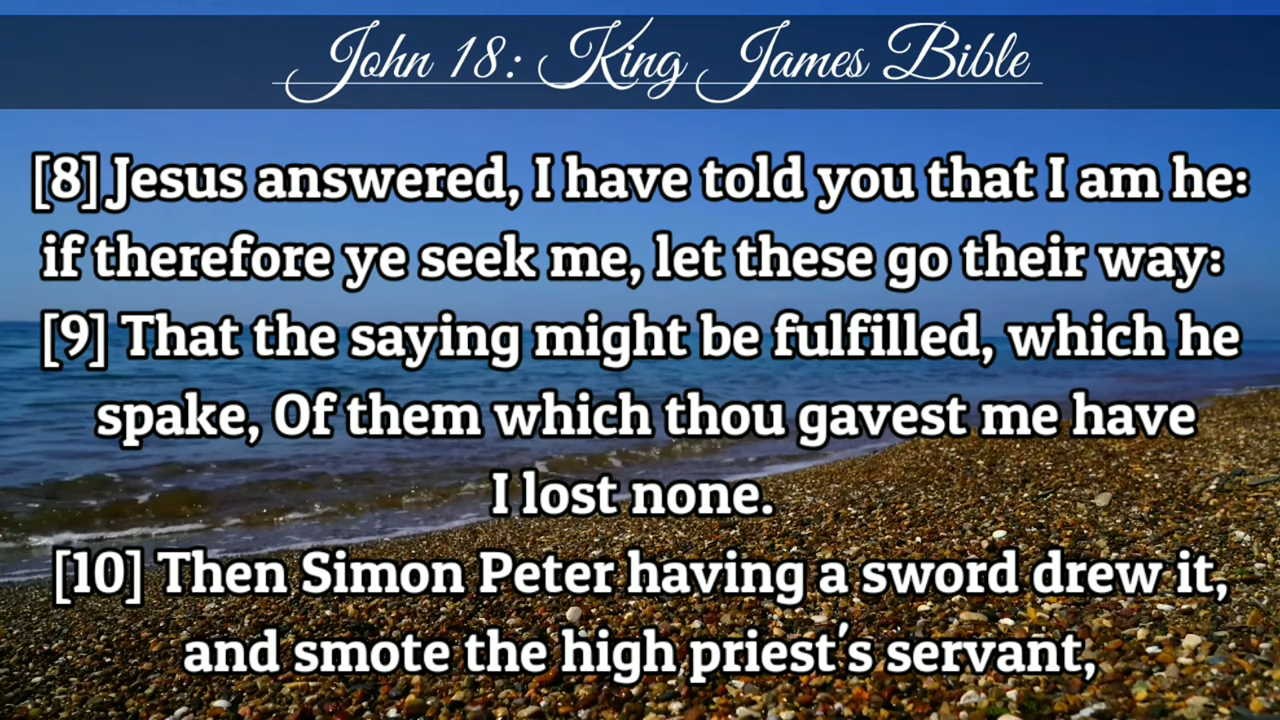 John 18: King James Bible
[8] Jesus answered, I have told you that I am he:
if therefore ye seek me, let these go their way:
[9] That the saying might be fulfilled, which he
spake, Of them which thou gavest me have
I lost none.
[10] Then Simon Peter having a sword drew it,
and smote the high priest's servant,